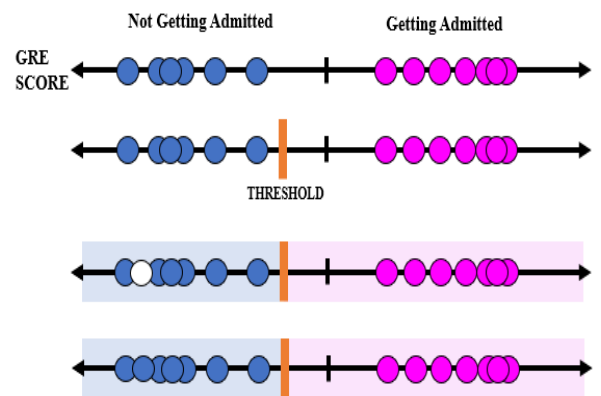 Not Getting Admitted
Getting Admitted
GRE
SCORE
THRESHOLD